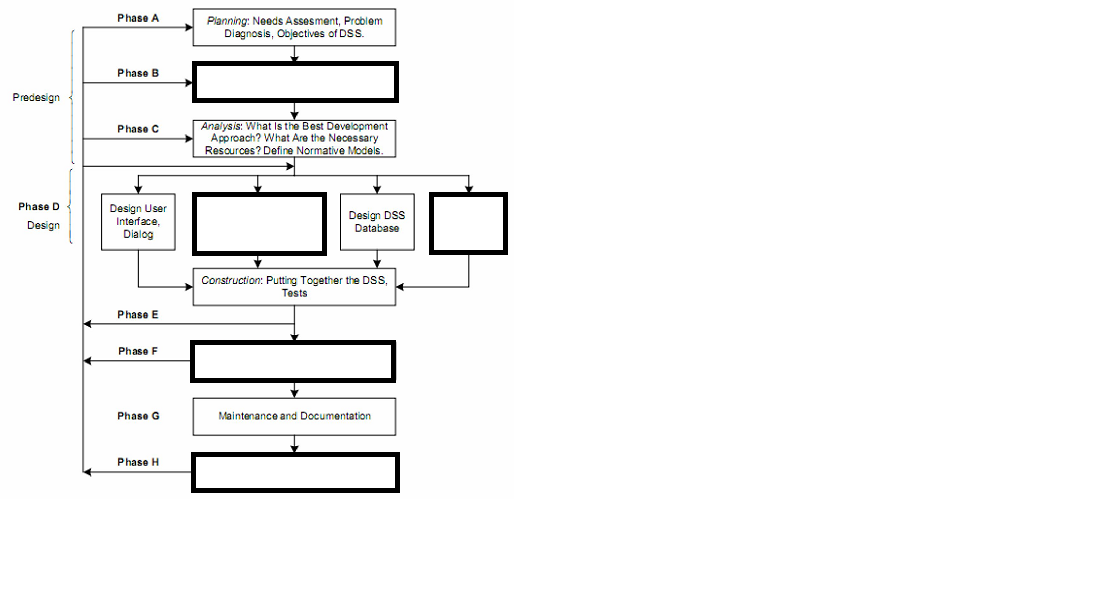 Phase A
Planning: Needs Assesment, Problem
Diagnosis, Objectives of DSS.
Phase B
Predesign
Phase C
Analysis: What Is the Best Development
Approach? What Are the Necessary
Resources? Define Normative Models.
Phase D
Design
Design User
Interface,
Dialog
Design DSS
Database
Construction: Putting Together the DSS,
Tests
Phase E
Phase F
Phase G
Maintenance and Documentation
Phase H